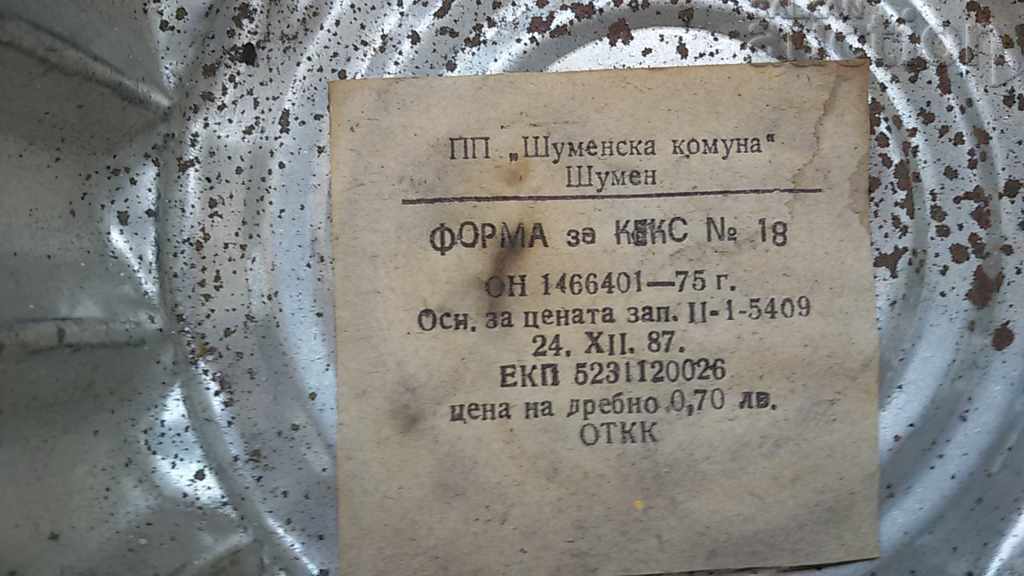 ПП „Шуменска комуна“
Шумен
ФОРМА за КЕКС № 18
ОН 1466401—75 г.
Осн. за цената зап. II-1-5409
24. XII. 87.
ЕКП 5231120026
цена на дребно 0,70 лв.
ОТКК